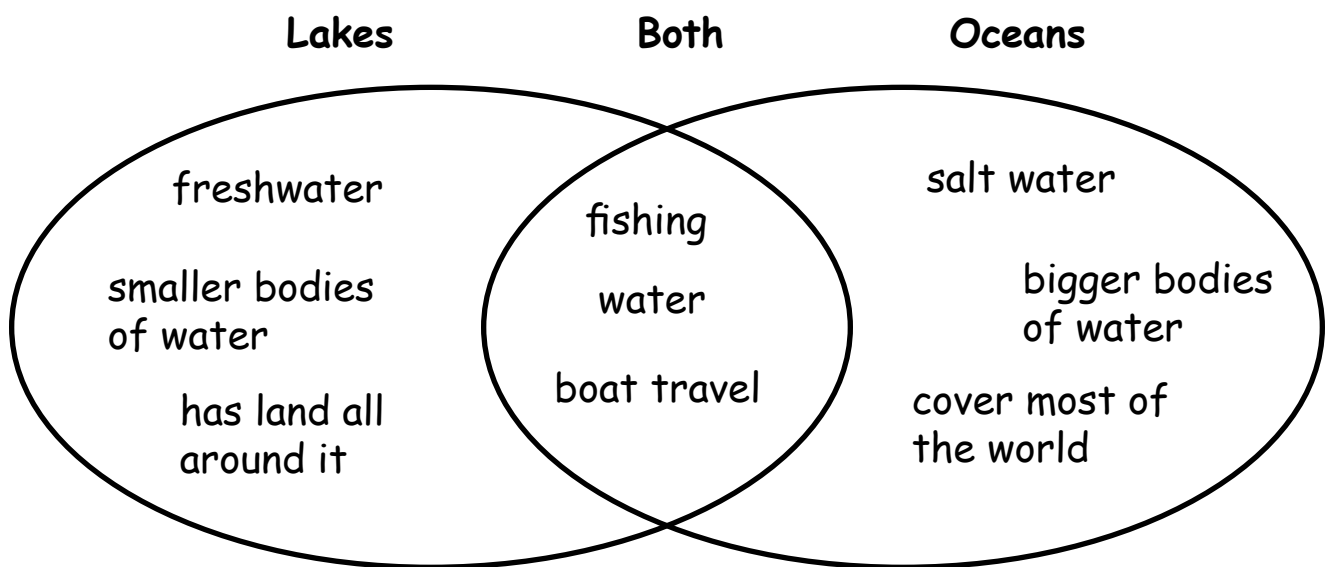 Lakes
Both
Oceans
freshwater
smaller bodies
of water
has land all
around it
fishing
water
boat travel
salt water
bigger bodies
of water
cover most of
the world